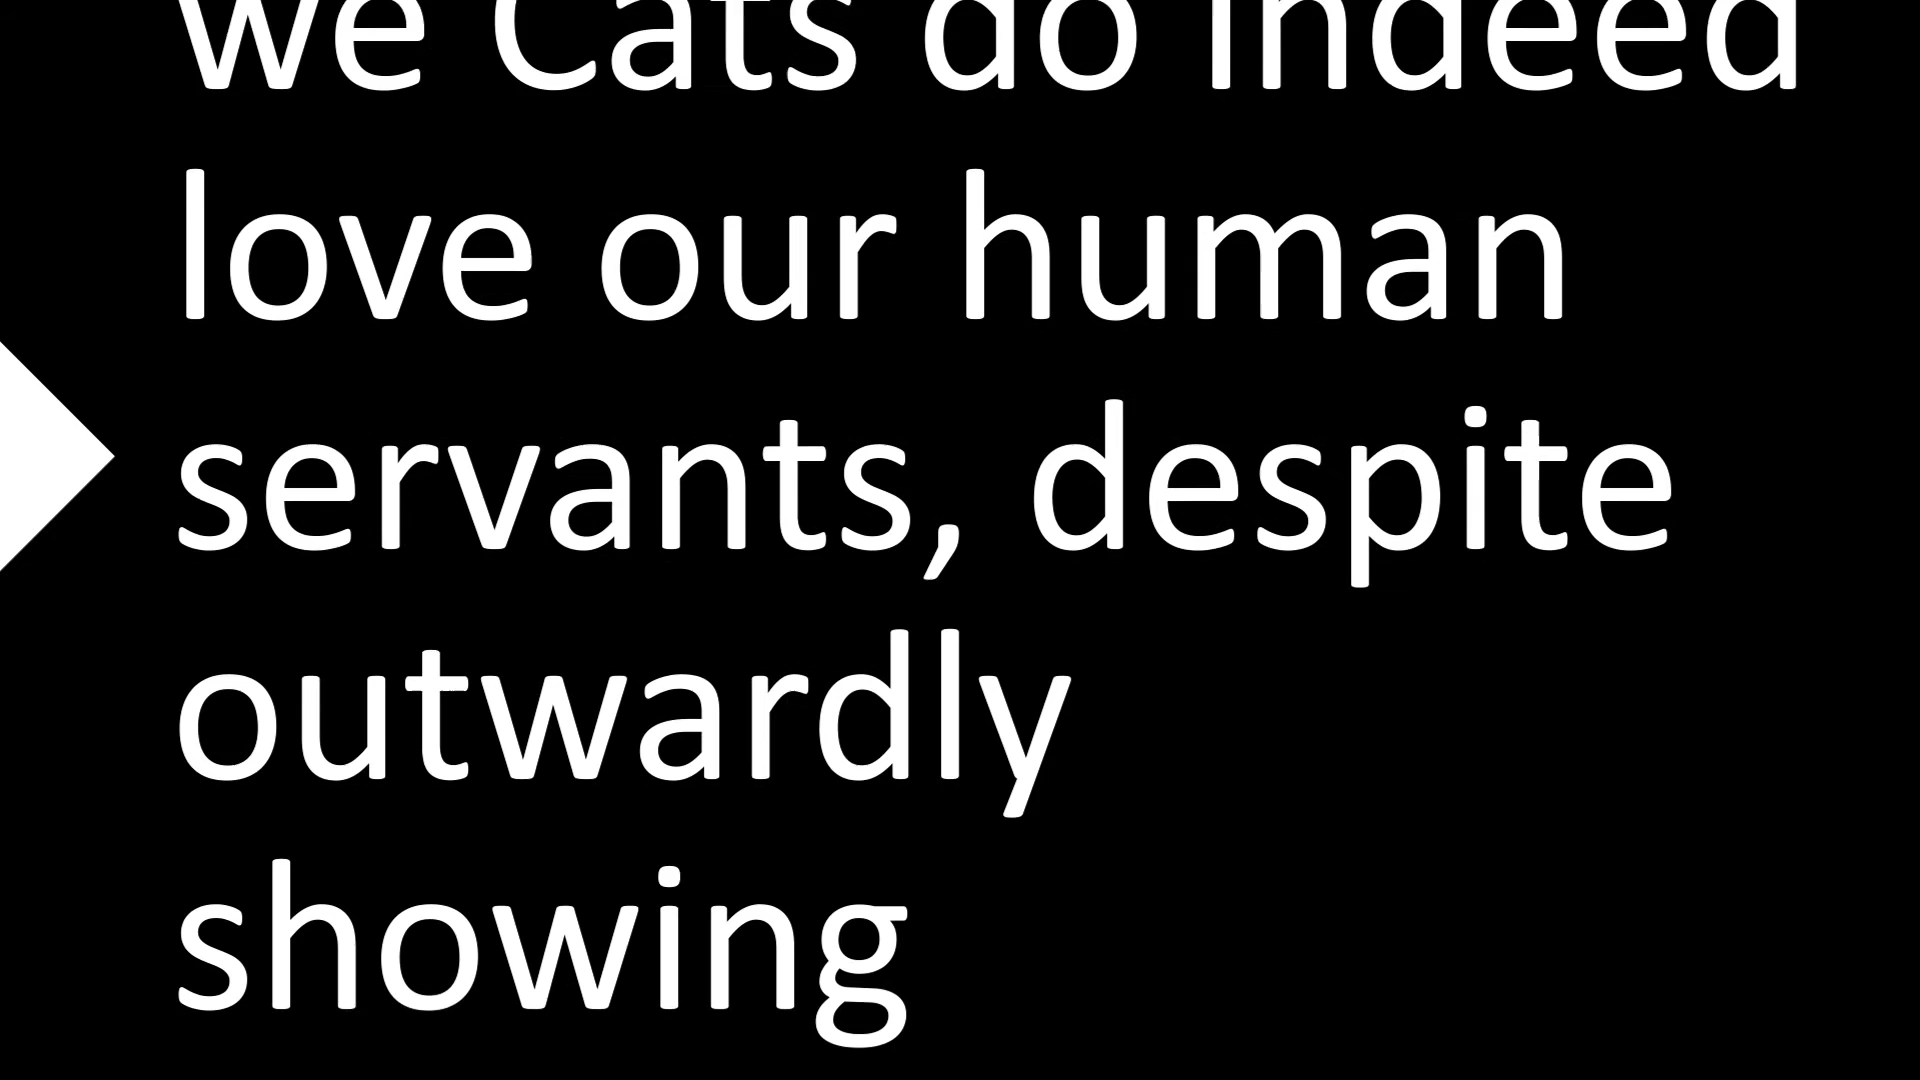 we Cats do indeed
love our human
servants, despite
outwardly
showing